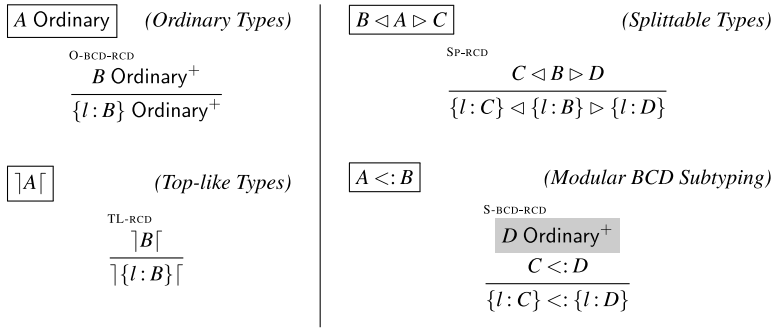 A Ordinary (Ordinary Types)
O-BCD-RCD
B Ordinary⁺
{l : B} Ordinary⁺
⌉A⌈ (Top-like Types)
TL-RCD
⌉B⌈
⌉{l : B}⌈
B ◁ A ▷ C (Splittable Types)
SP-RCD
C ◁ B ▷ D
{l : C} ◁ {l : B} ▷ {l : D}
A <: B (Modular BCD Subtyping)
S-BCD-RCD
D Ordinary⁺
C <: D
{l : C} <: {l : D}